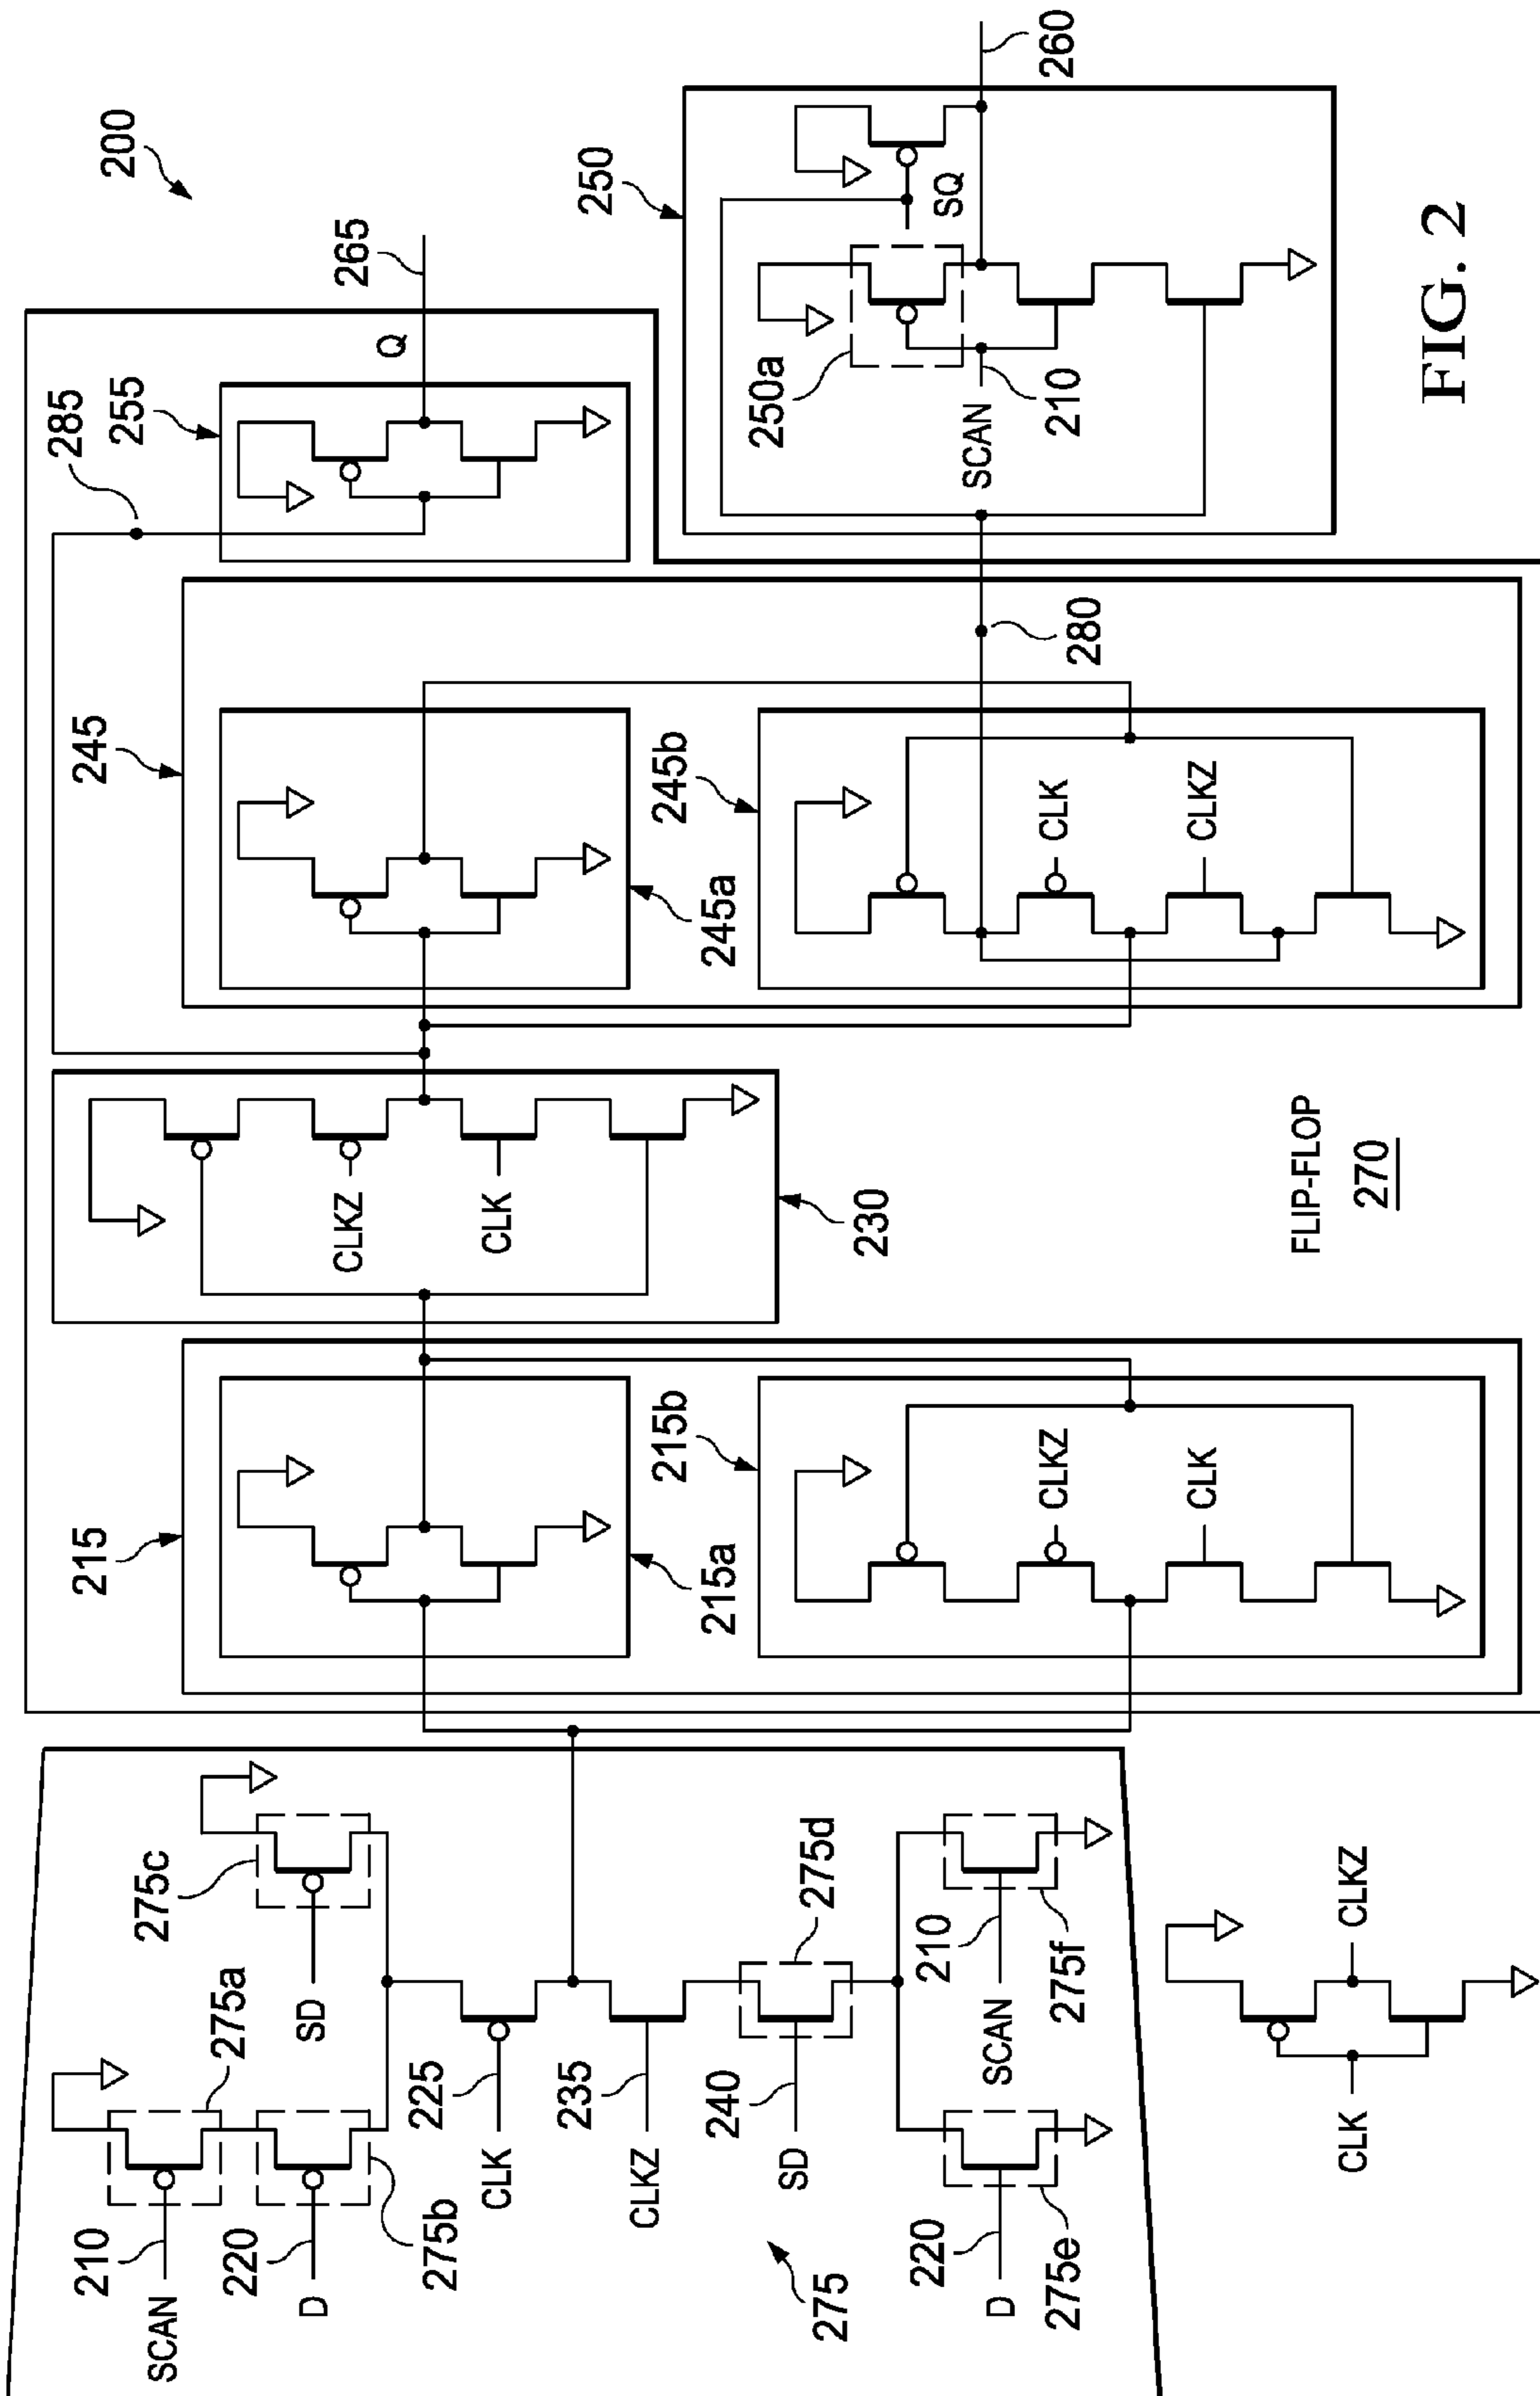 200
285
255
Q
265
250
250a
SCAN
210
SQ
260
245
245a
245b
CLK
CLKZ
280
CLKZ
CLK
230
215
215a
215b
CLKZ
CLK
FLIP-FLOP
270
275a
275c
SCAN
210
D
220
275b
SD
CLK
225
CLKZ
235
SD
240
275d
275
D
220
275e
SCAN
210
275f
CLK
CLKZ
FIG. 2